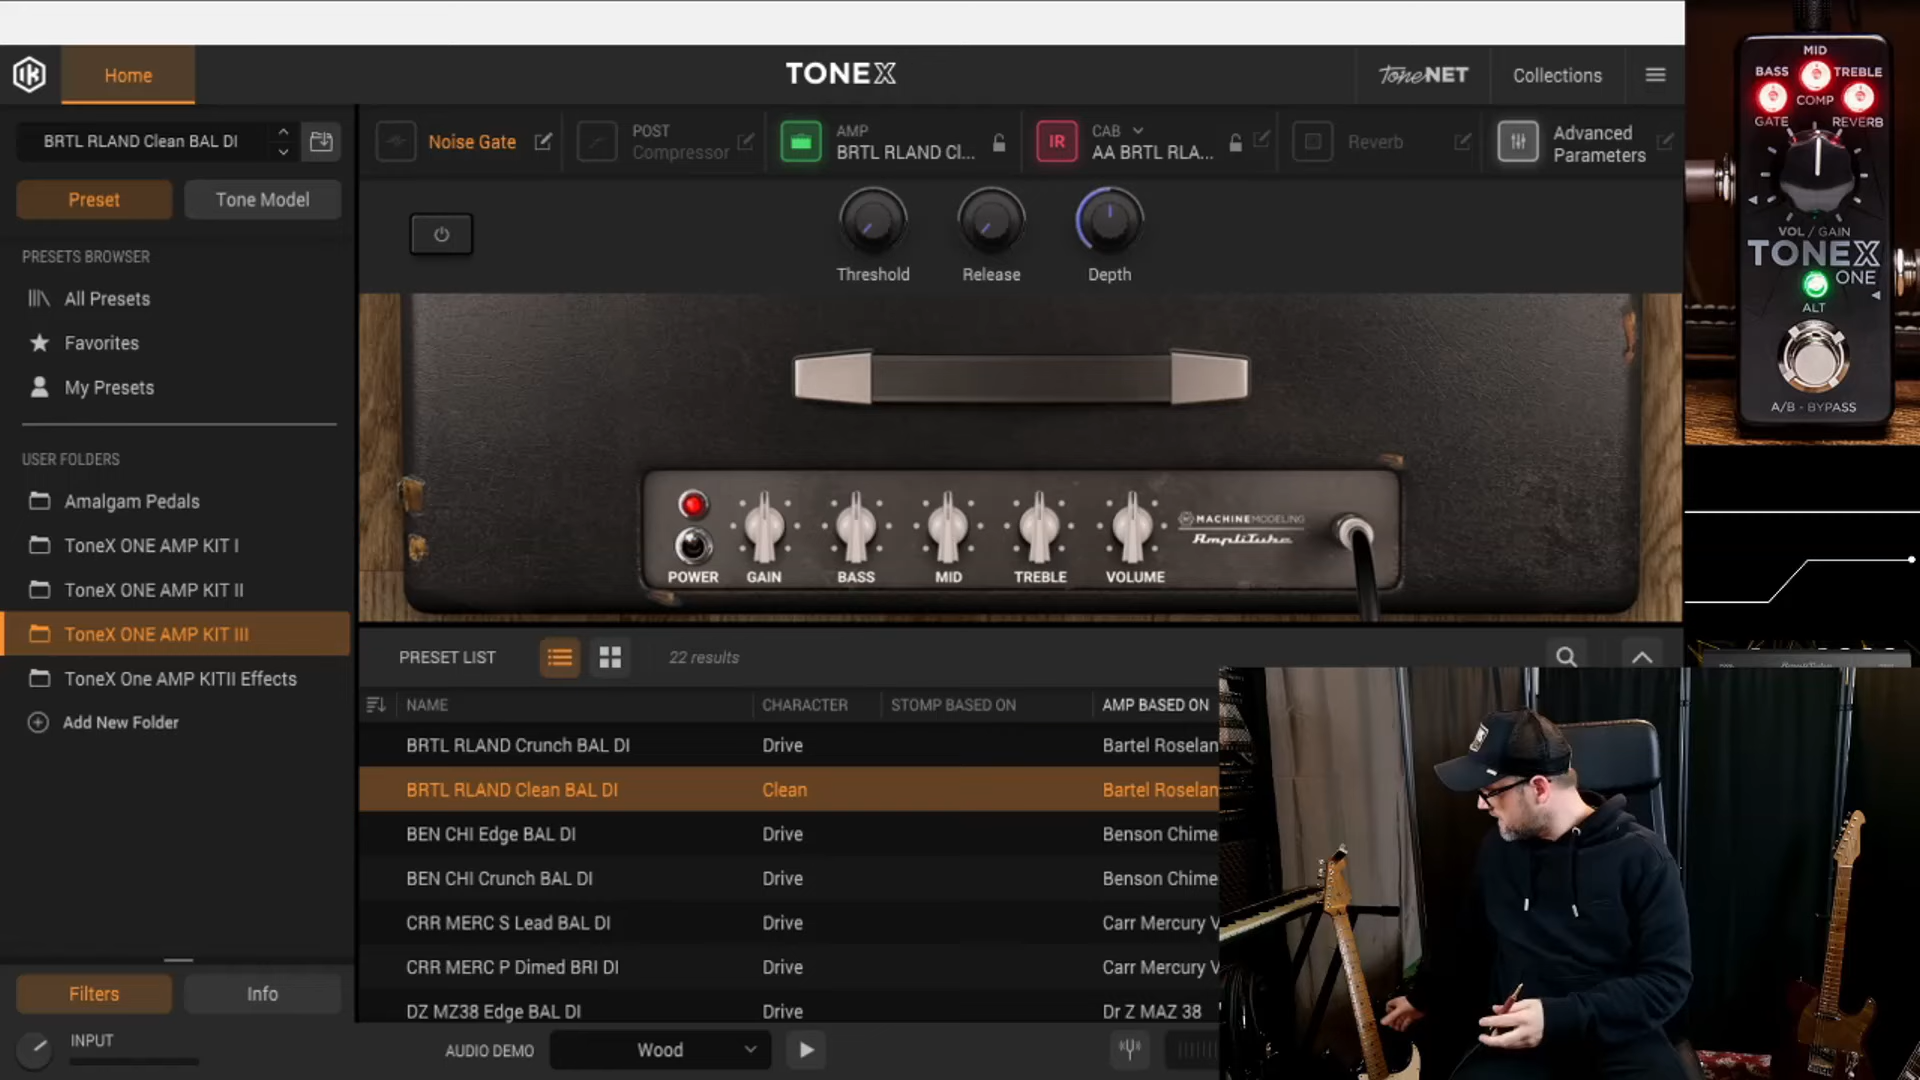 Home
TONEX
ToneNET
Collections
BRTL RLAND Clean BAL DI
Noise Gate
POST
Compressor
AMP
BRTL RLAND Cl...
IR
CAB
AA BRTL RLA...
Reverb
Advanced
Parameters
Preset
Tone Model
Threshold
Release
Depth
PRESETS BROWSER
All Presets
Favorites
My Presets
USER FOLDERS
Amalgam Pedals
ToneX ONE AMP KIT I
ToneX ONE AMP KIT II
ToneX ONE AMP KIT III
ToneX One AMP KITII Effects
Add New Folder
POWER
GAIN
BASS
MID
TREBLE
VOLUME
MACHINEMODELING
AmpliTube
PRESET LIST
22 results
NAME
CHARACTER
STOMP BASED ON
AMP BASED ON
BRTL RLAND Crunch BAL DI
Drive
Bartel Roselan
BRTL RLAND Clean BAL DI
Clean
Bartel Roselan
BEN CHI Edge BAL DI
Drive
Benson Chime
BEN CHI Crunch BAL DI
Drive
Benson Chime
CRR MERC S Lead BAL DI
Drive
Carr Mercury V
CRR MERC P Dimed BRI DI
Drive
Carr Mercury V
DZ MZ38 Edge BAL DI
Drive
Dr Z MAZ 38
Filters
Info
INPUT
AUDIO DEMO
Wood
MID
BASS
TREBLE
COMP
GATE
REVERB
VOL / GAIN
TONEX
ONE
ALT
A/B - BYPASS